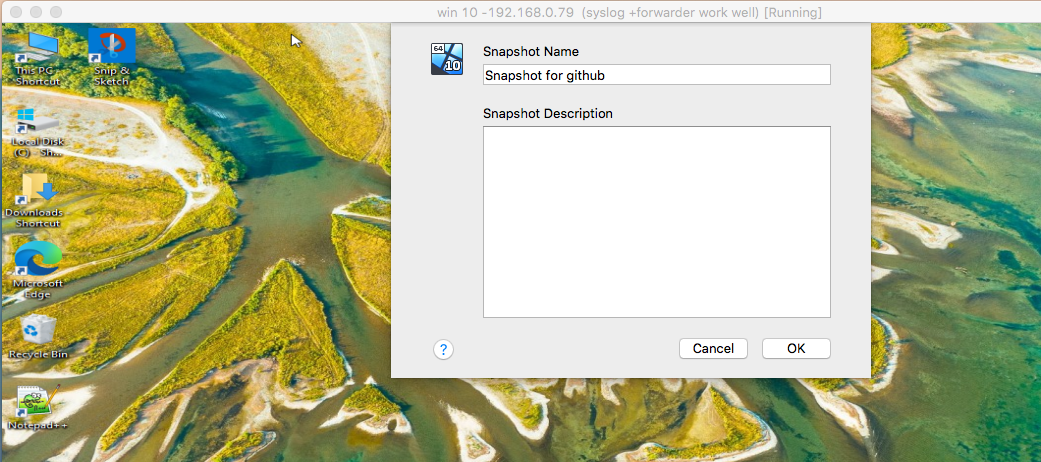 win 10 -192.168.0.79  (syslog +forwarder work well) [Running]
This PC
Shortcut
Snip &
Sketch
Local Disk
(C) - Sh...
Downloads
Shortcut
Microsoft
Edge
Recycle Bin
Notepad++
64
10
Snapshot Name
Snapshot for github
Snapshot Description
?
Cancel
OK